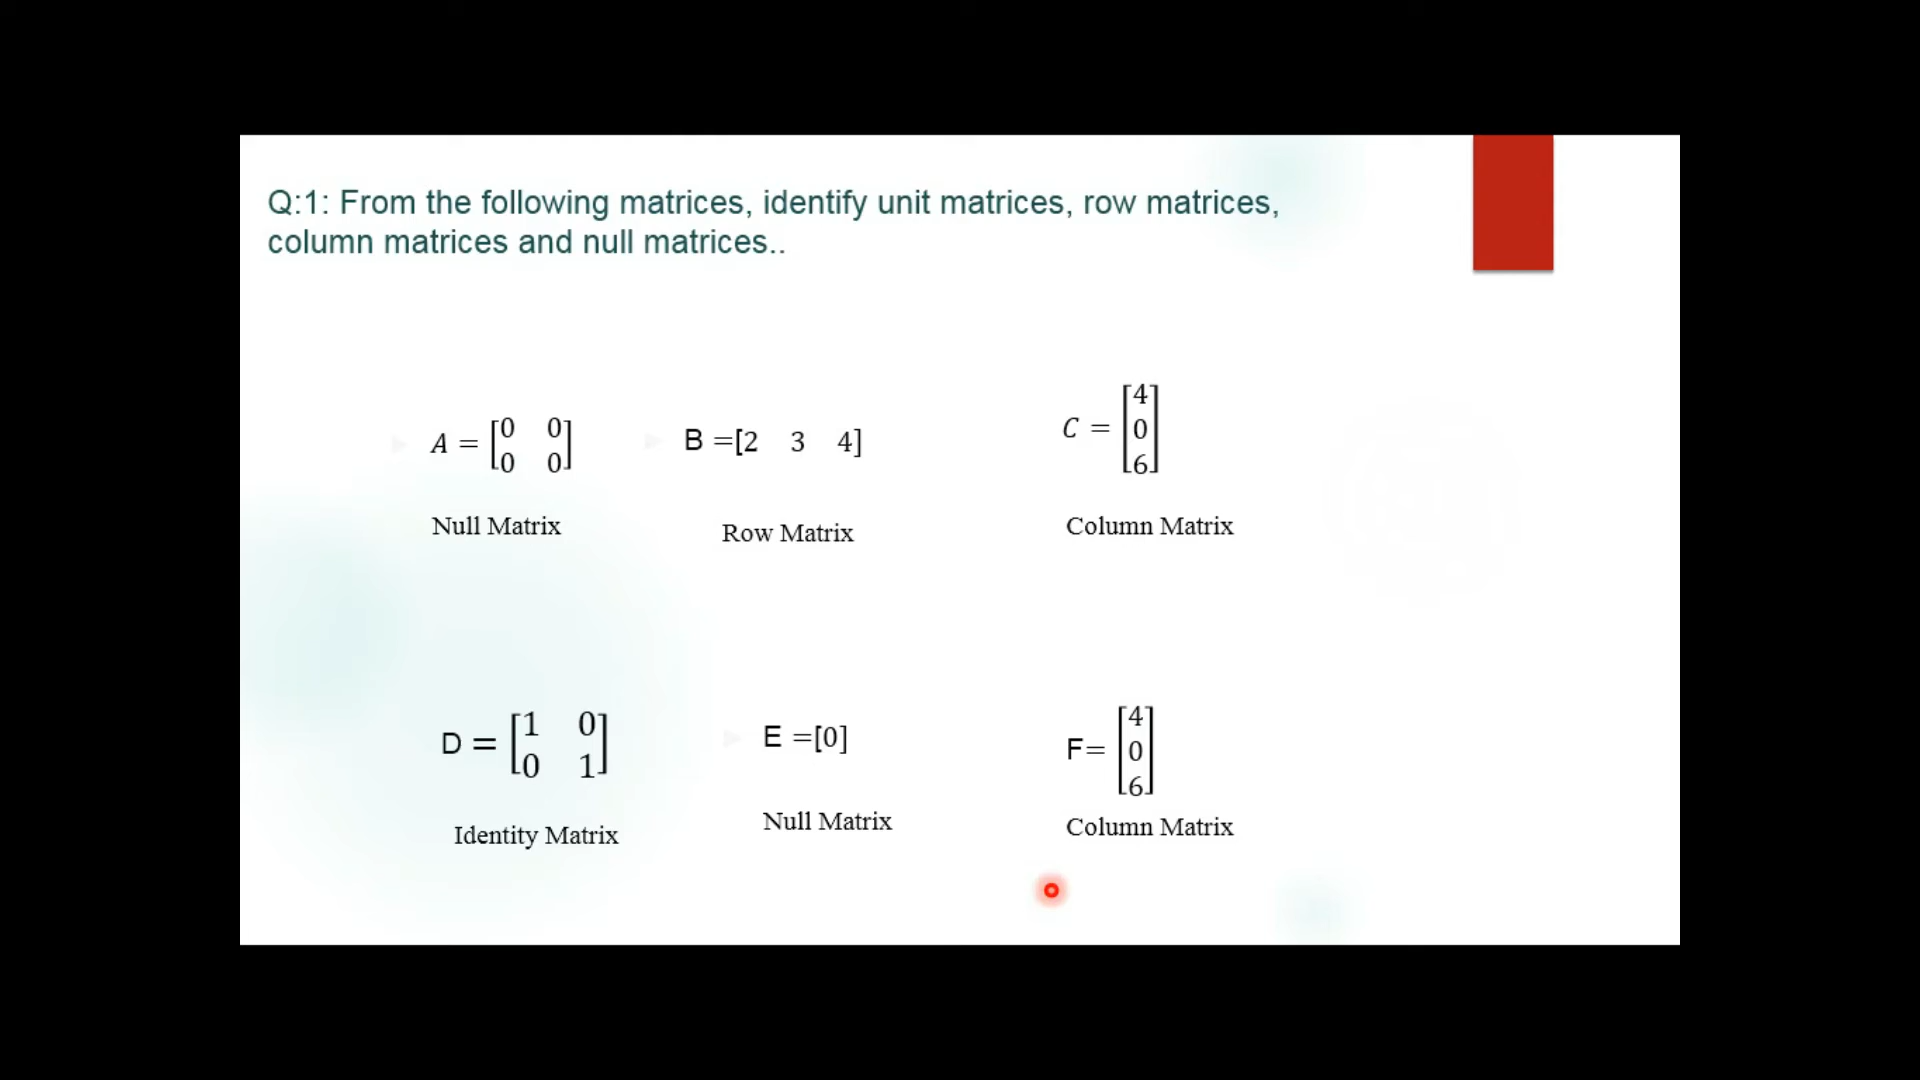 Q:1: From the following matrices, identify unit matrices, row matrices,
column matrices and null matrices..
A = [0 0
0 0]
B =[2 3 4]
C = [4
0
6]
Null Matrix
Row Matrix
Column Matrix
D = [1 0
0 1]
E =[0]
F= [4
0
6]
Identity Matrix
Null Matrix
Column Matrix